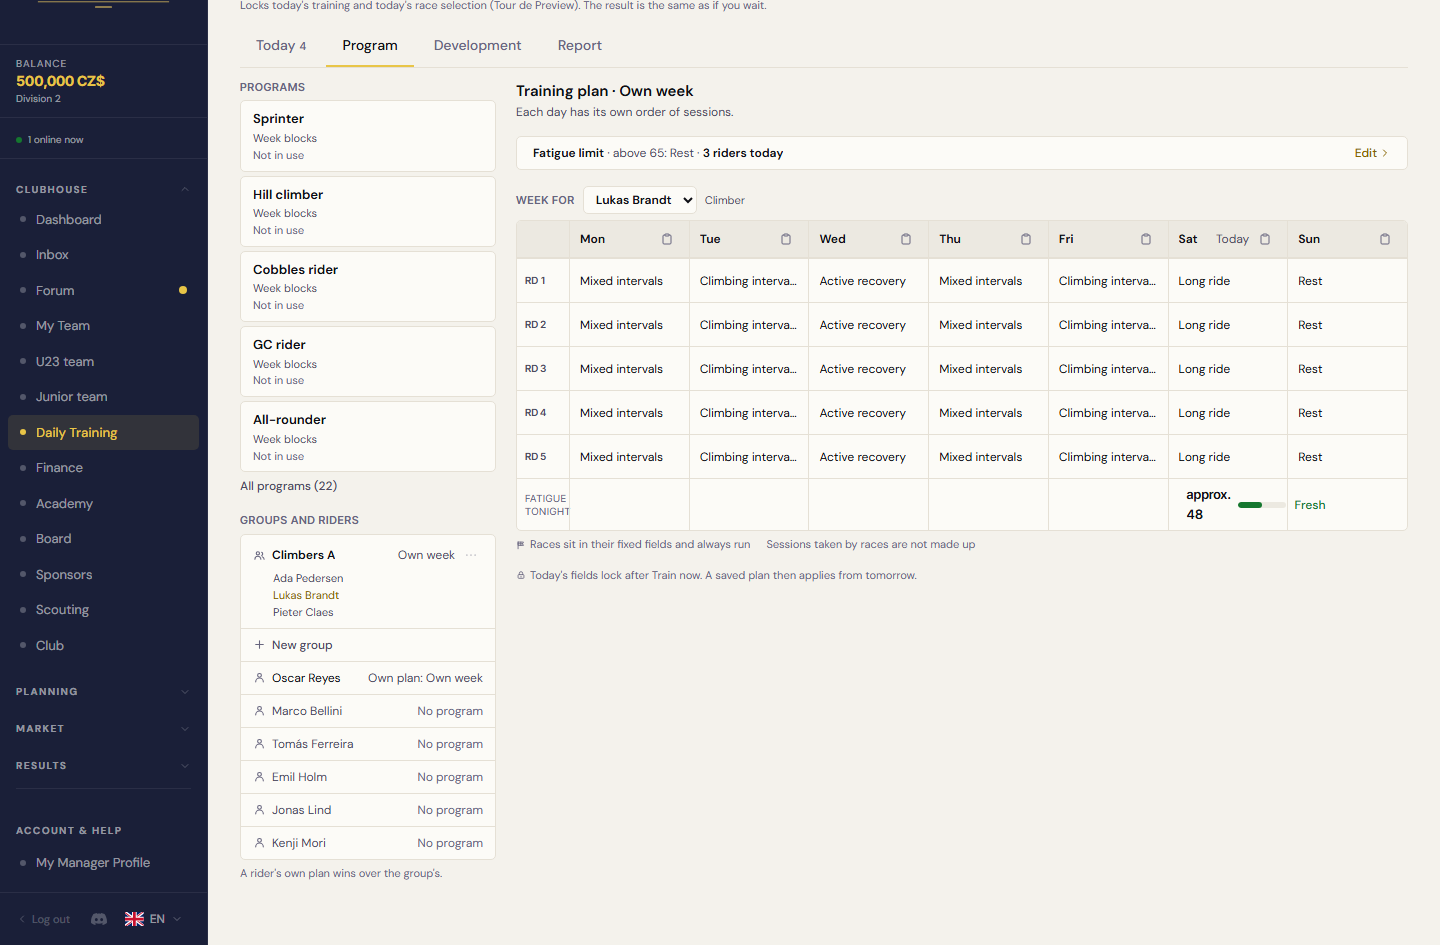 BALANCE
500,000 CZ$
Division 2
1 online now
CLUBHOUSE
Dashboard
Inbox
Forum
My Team
U23 team
Junior team
Daily Training
Finance
Academy
Board
Sponsors
Scouting
Club
PLANNING
MARKET
RESULTS
ACCOUNT & HELP
My Manager Profile
Log out
EN
Locks today's training and today's race selection (Tour de Preview). The result is the same as if you wait.
Today 4 Program Development Report
PROGRAMS
Sprinter
Week blocks
Not in use
Hill climber
Week blocks
Not in use
Cobbles rider
Week blocks
Not in use
GC rider
Week blocks
Not in use
All-rounder
Week blocks
Not in use
All programs (22)
GROUPS AND RIDERS
Climbers A Own week ···
Ada Pedersen
Lukas Brandt
Pieter Claes
+ New group
Oscar Reyes Own plan: Own week
Marco Bellini No program
Tomás Ferreira No program
Emil Holm No program
Jonas Lind No program
Kenji Mori No program
A rider's own plan wins over the group's.
Training plan · Own week
Each day has its own order of sessions.
Fatigue limit · above 65: Rest · 3 riders today Edit
WEEK FOR Lukas Brandt Climber
Mon Tue Wed Thu Fri Sat Today Sun
RD 1 Mixed intervals Climbing interva... Active recovery Mixed intervals Climbing interva... Long ride Rest
RD 2 Mixed intervals Climbing interva... Active recovery Mixed intervals Climbing interva... Long ride Rest
RD 3 Mixed intervals Climbing interva... Active recovery Mixed intervals Climbing interva... Long ride Rest
RD 4 Mixed intervals Climbing interva... Active recovery Mixed intervals Climbing interva... Long ride Rest
RD 5 Mixed intervals Climbing interva... Active recovery Mixed intervals Climbing interva... Long ride Rest
FATIGUE TONIGHT approx. 48 Fresh
Races sit in their fixed fields and always run Sessions taken by races are not made up
Today's fields lock after Train now. A saved plan then applies from tomorrow.